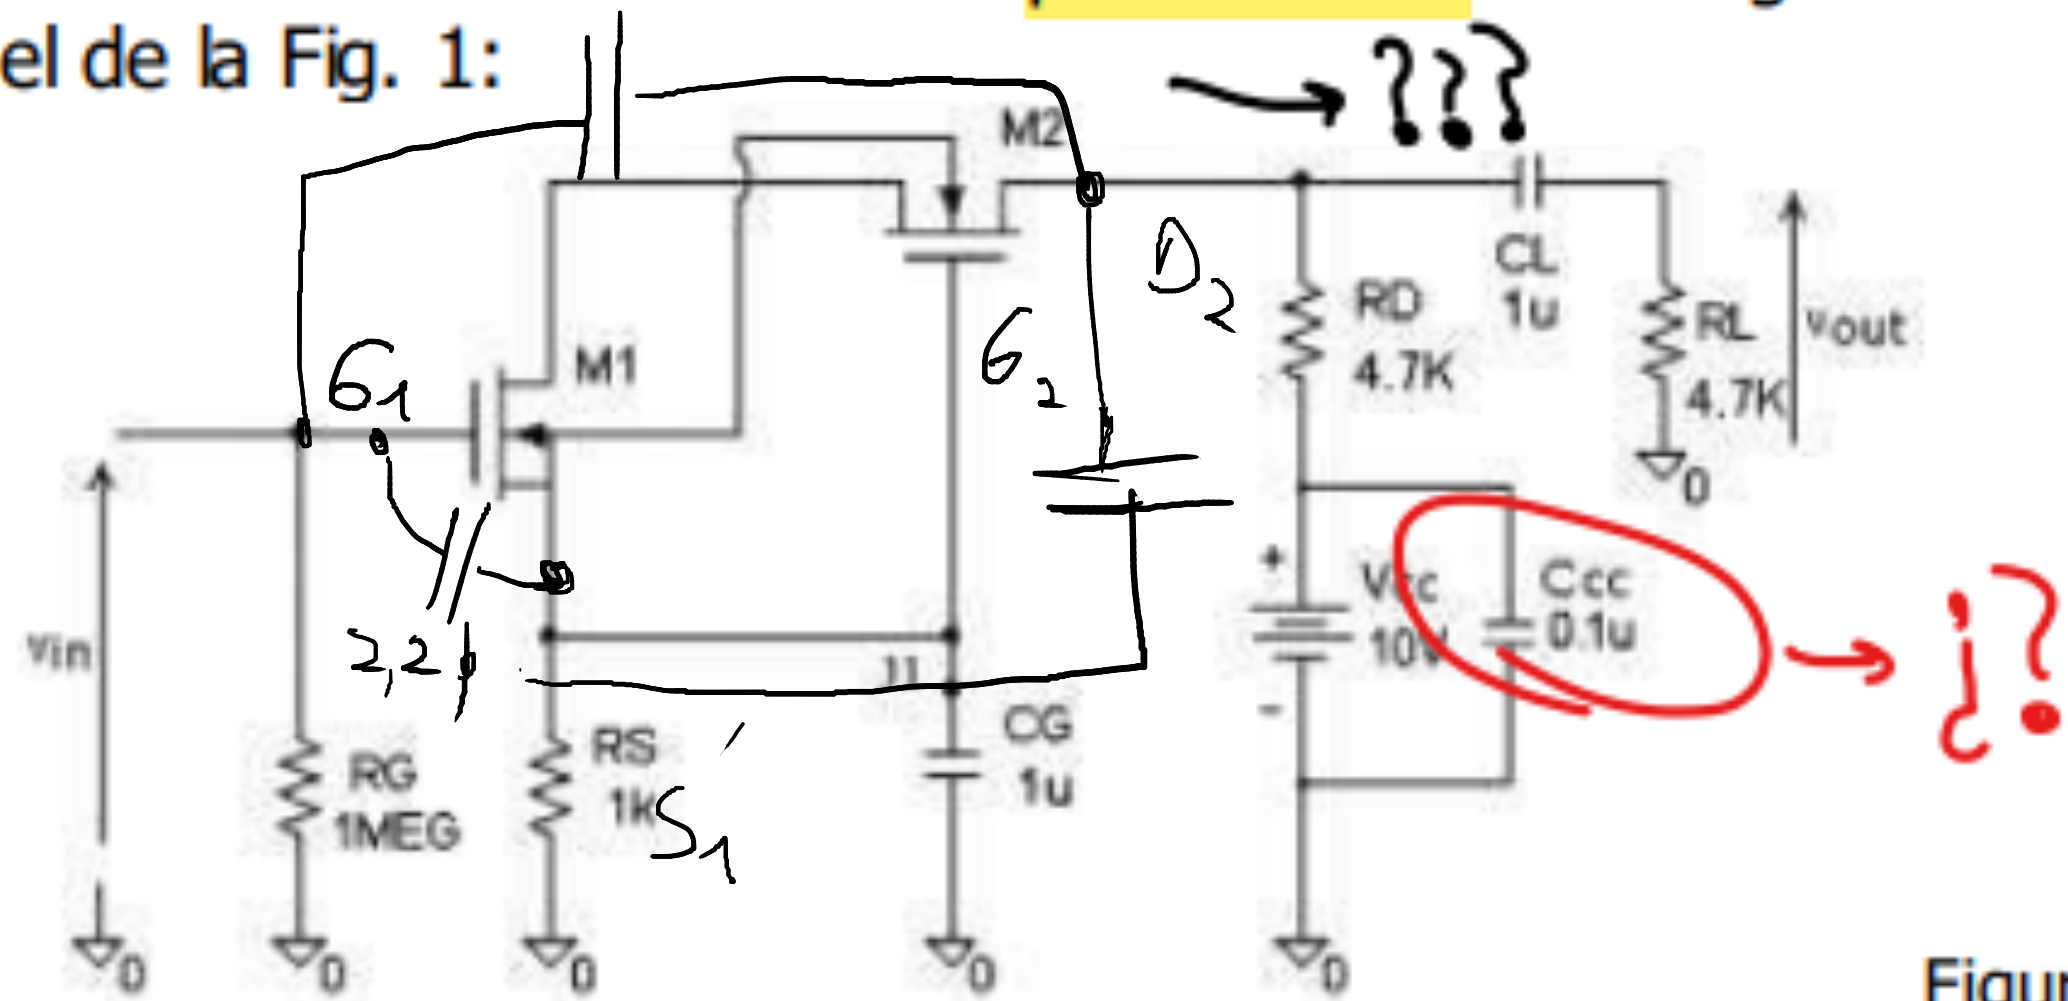 el de la Fig. 1:
→ ???
M2
D2
G1
M1
G2
RD
4.7K
CL
1u
RL
4.7K
vout
vin
2,2p
+
Vcc
10V
-
Ccc
0.1u
→ ¿?
RG
1MEG
RS
1k
S1
CG
1u
0
0
0
0
0
0
Figur